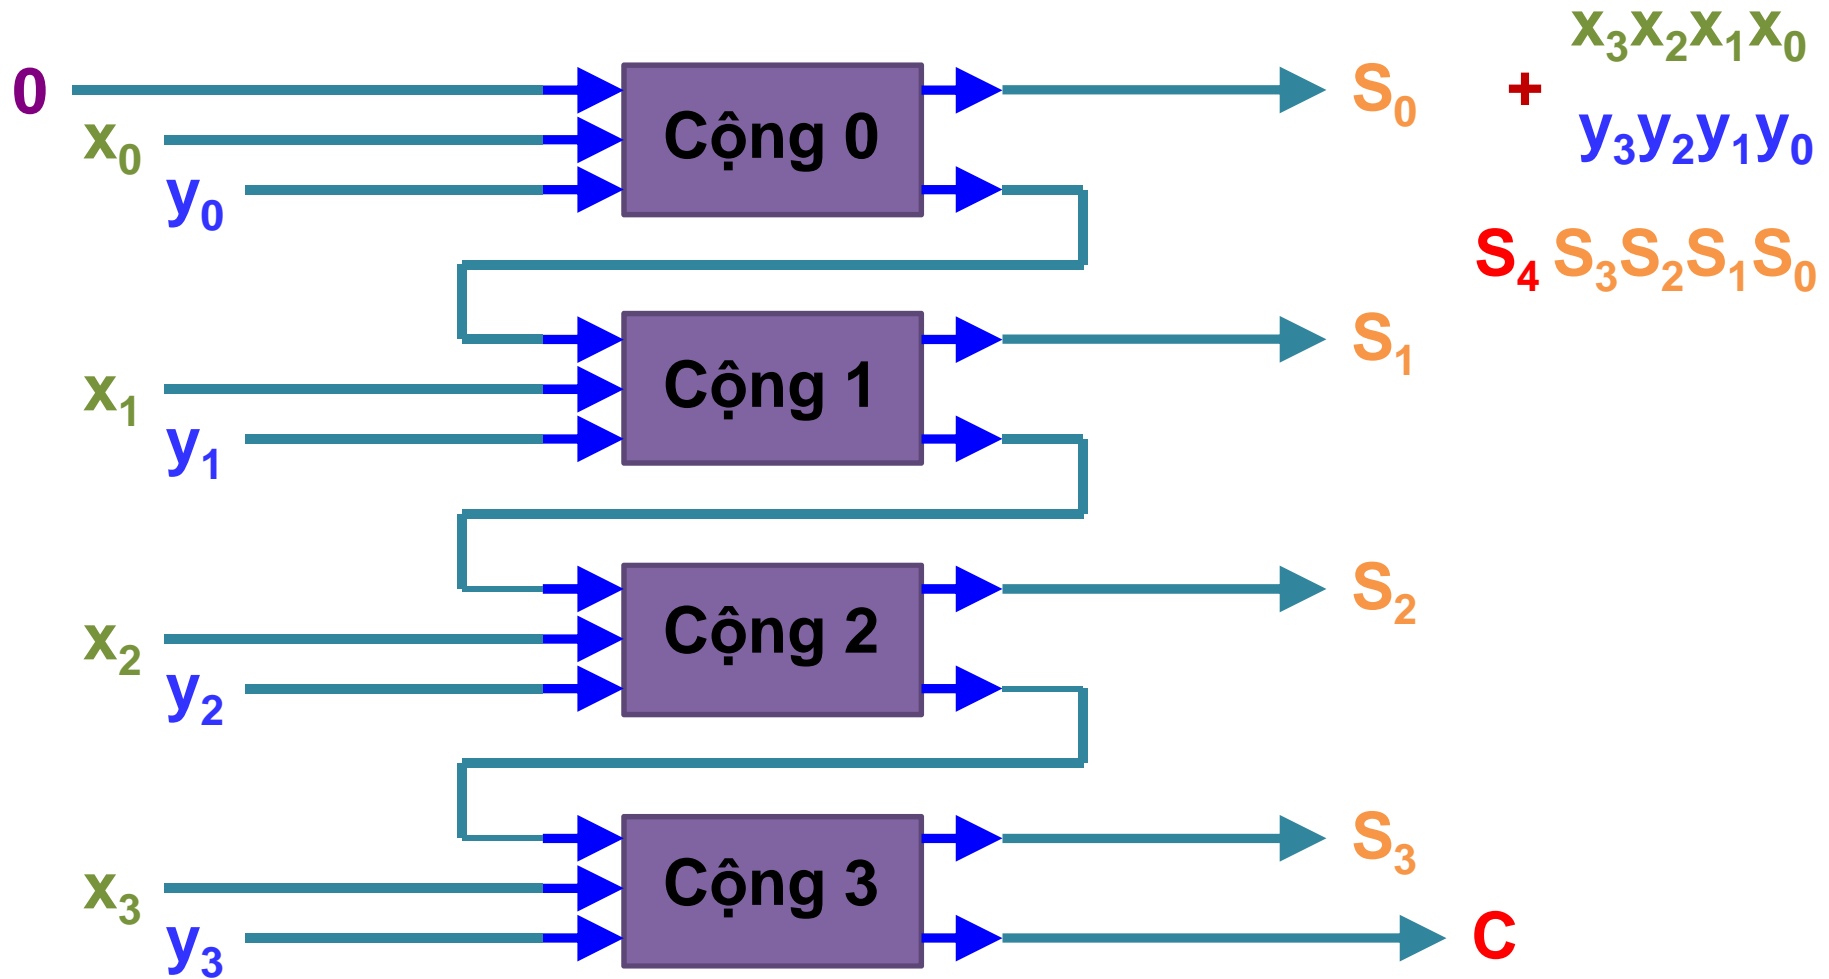 0
x₀
y₀
Cộng 0
S₀
+
x₃x₂x₁x₀
y₃y₂y₁y₀
S₄ S₃S₂S₁S₀
x₁
y₁
Cộng 1
S₁
x₂
y₂
Cộng 2
S₂
x₃
y₃
Cộng 3
S₃
C